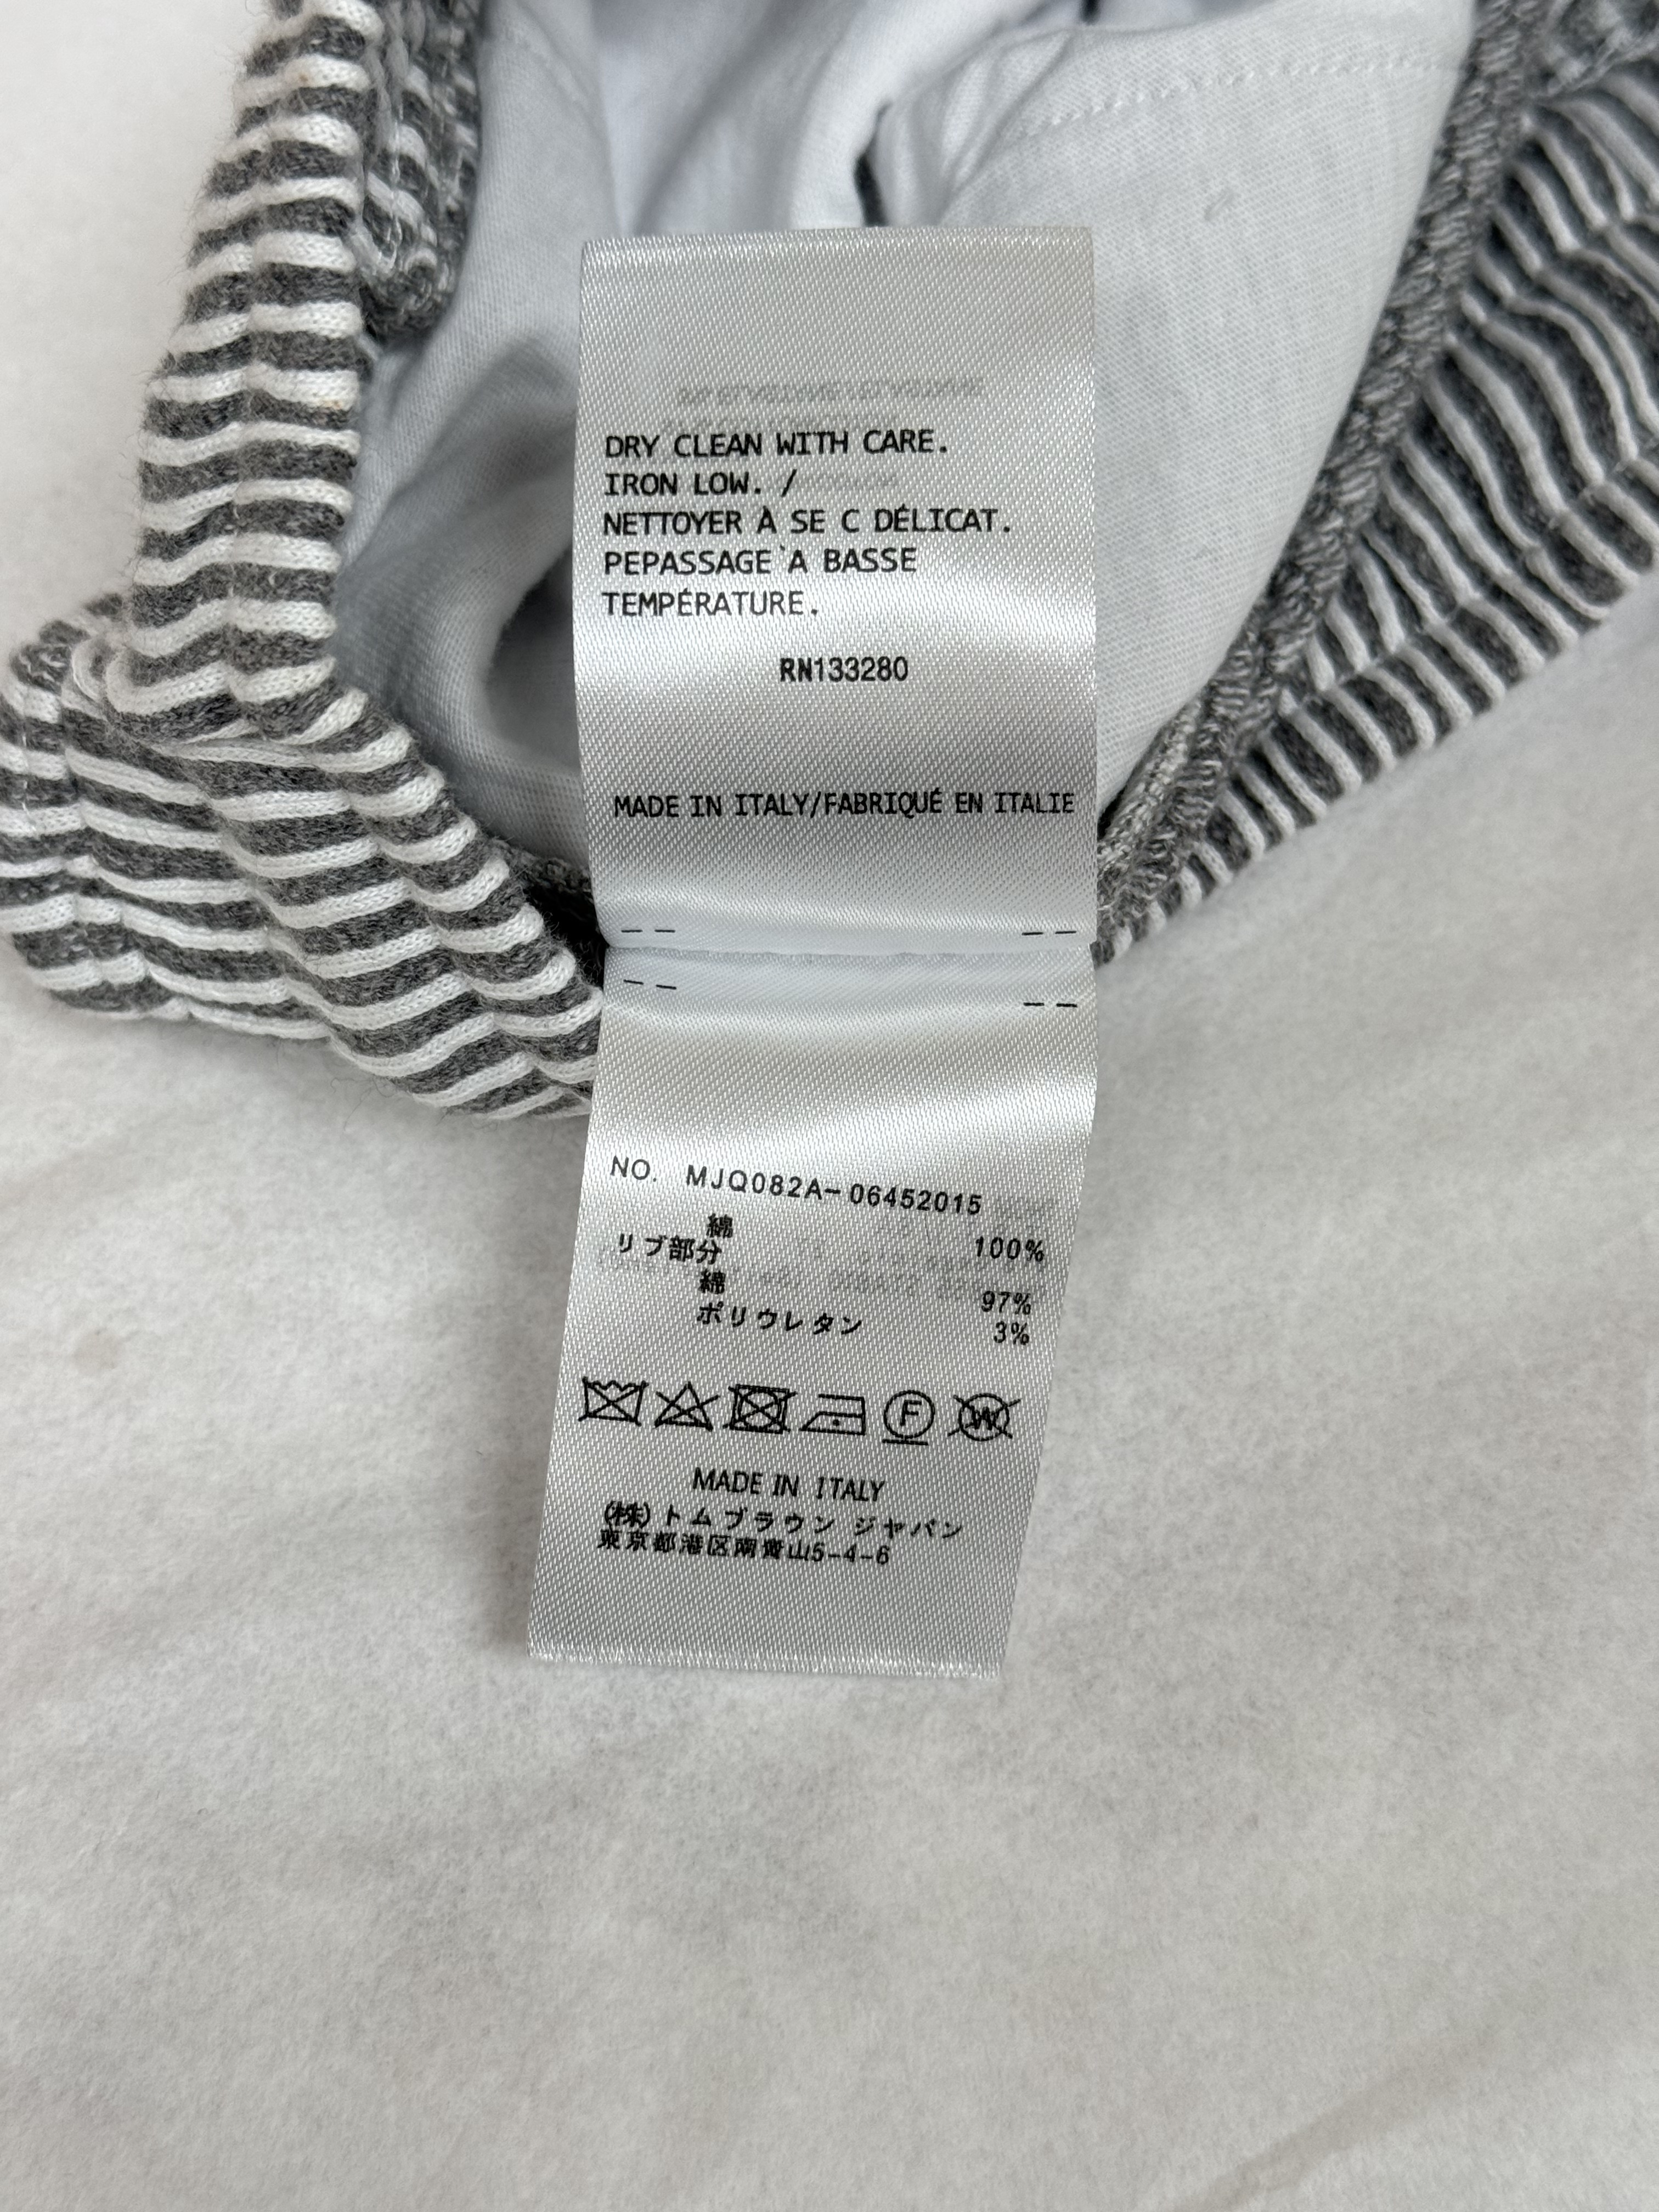 DRY CLEAN WITH CARE.
IRON LOW. /
NETTOYER À SE C DÉLICAT.
PEPASSAGE `A BASSE
TEMPÉRATURE.
RN133280
MADE IN ITALY/FABRIQUÉ EN ITALIE
NO. MJQ082A-06452015
綿 100%
リブ部分
綿 97%
ポリウレタン 3%
F W
MADE IN ITALY
(株)トムブラウン ジャパン
東京都港区南青山5-4-6